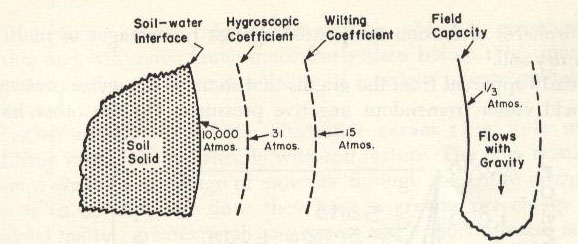 Soil-water
Interface
Hygroscopic
Coefficient
Wilting
Coefficient
Field
Capacity
Soil
Solid
10,000
Atmos.
31
Atmos.
15
Atmos.
1/3
Atmos.
Flows
with
Gravity